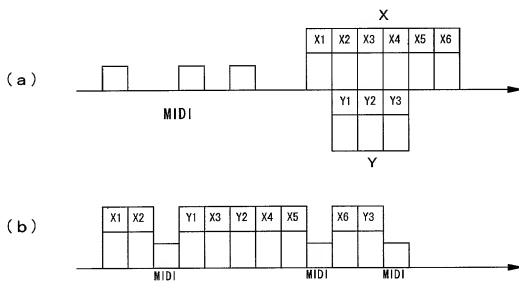 X
X1 X2 X3 X4 X5 X6
(a)
MIDI
Y1 Y2 Y3
Y
(b)
X1 X2 Y1 X3 Y2 X4 X5 X6 Y3
MIDI MIDI MIDI